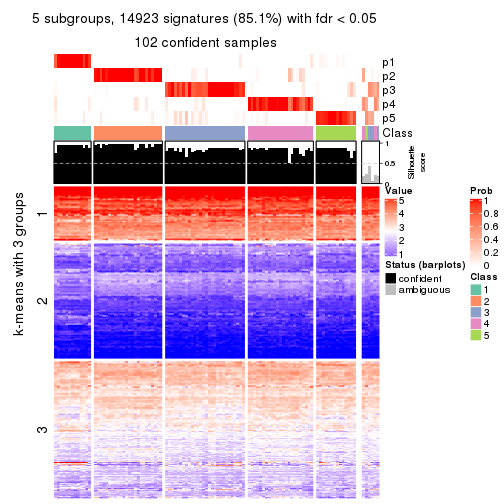 5 subgroups, 14923 signatures (85.1%) with fdr < 0.05
102 confident samples
p1
p2
p3
p4
p5
Class
1
0.5
0
Silhouette
score
k-means with 3 groups
1
2
3
Value
5
4
3
2
1
Status (barplots)
confident
ambiguous
Prob
1
0.8
0.6
0.4
0.2
0
Class
1
2
3
4
5